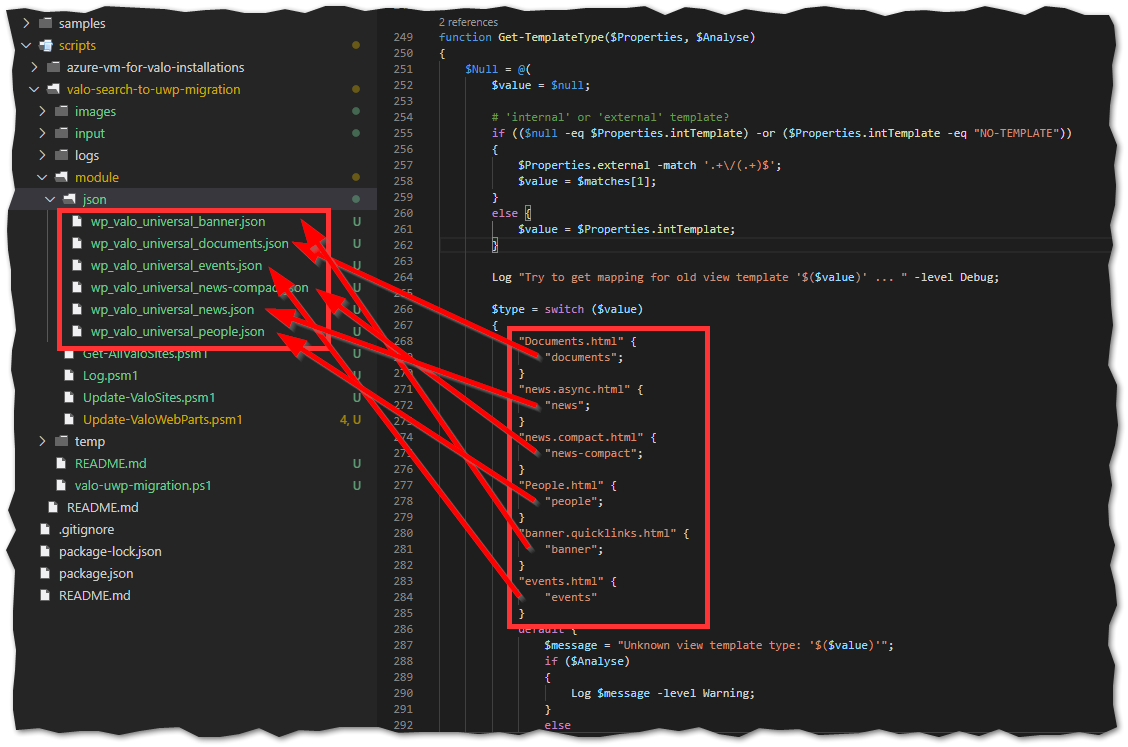 samples
scripts
azure-vm-for-valo-installations
valo-search-to-uwp-migration
images
input
logs
module
json
wp_valo_universal_banner.json U
wp_valo_universal_documents.json U
wp_valo_universal_events.json U
wp_valo_universal_news-compac json U
wp_valo_universal_news.json U
wp_valo_universal_people.json U
Get-AllValoSites.psm1 U
Log.psm1 U
Update-ValoSites.psm1 U
Update-ValoWebParts.psm1 4, U
temp
README.md U
valo-uwp-migration.ps1 U
README.md
.gitignore
package-lock.json
package.json
README.md
2 references
249 function Get-TemplateType($Properties, $Analyse)
250 {
251 $Null = @(
252 $value = $null;
253
254 # 'internal' or 'external' template?
255 if (($null -eq $Properties.intTemplate) -or ($Properties.intTemplate -eq "NO-TEMPLATE"))
256 {
257 $Properties.external -match '.+\/(.+)$';
258 $value = $matches[1];
259 }
260 else {
261 $value = $Properties.intTemplate;
262 }
263
264 Log "Try to get mapping for old view template '$($value)' ... " -level Debug;
265
266 $type = switch ($value)
267 {
268 "Documents.html" {
"documents";
270 }
271 "news.async.html" {
272 "news";
273 }
274 "news.compact.html" {
275 "news-compact";
276 }
277 "People.html" {
278 "people";
279 }
280 "banner.quicklinks.html" {
281 "banner";
282 }
283 "events.html" {
284 "events"
285 }
286 default {
287 $message = "Unknown view template type: '$($value)'";
288 if ($Analyse)
289 {
290 Log $message -level Warning;
291 }
292 else